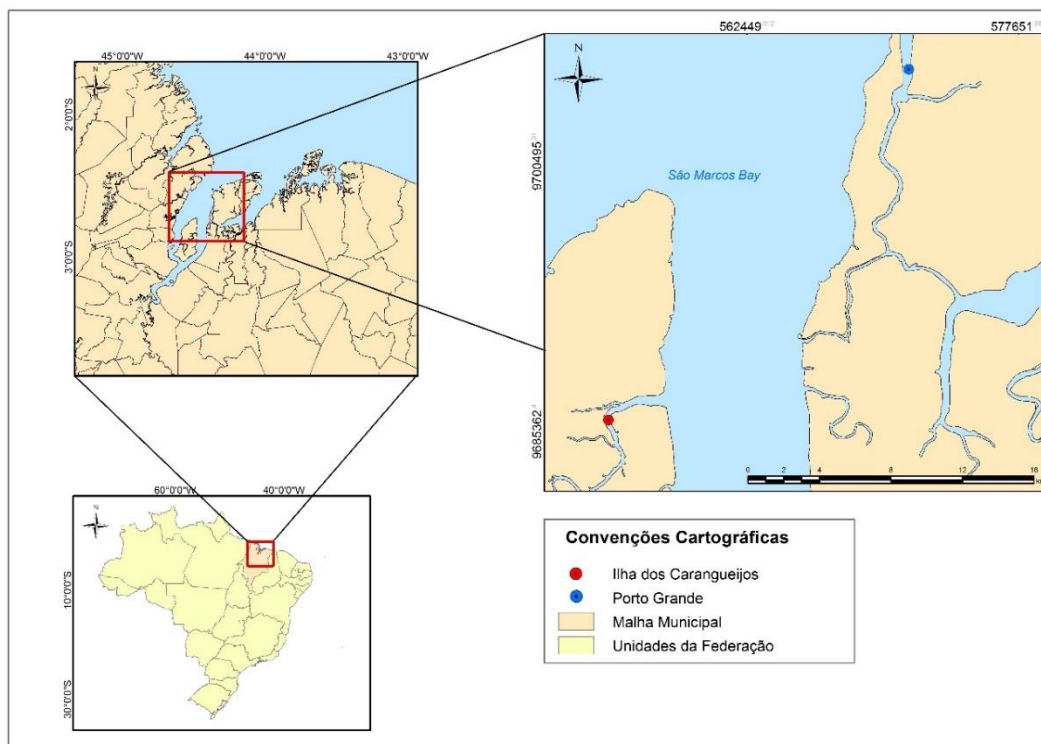 45°0'0"W 44°0'0"W 43°0'0"W
2°0'0"S
3°0'0"S
N
562449 577651
9700495
9685362
N
São Marcos Bay
0 2 4 8 12 16
60°0'0"W 40°0'0"W
10°0'0"S
30°0'0"S
N
Convenções Cartográficas
Ilha dos Carangueijos
Porto Grande
Malha Municipal
Unidades da Federação